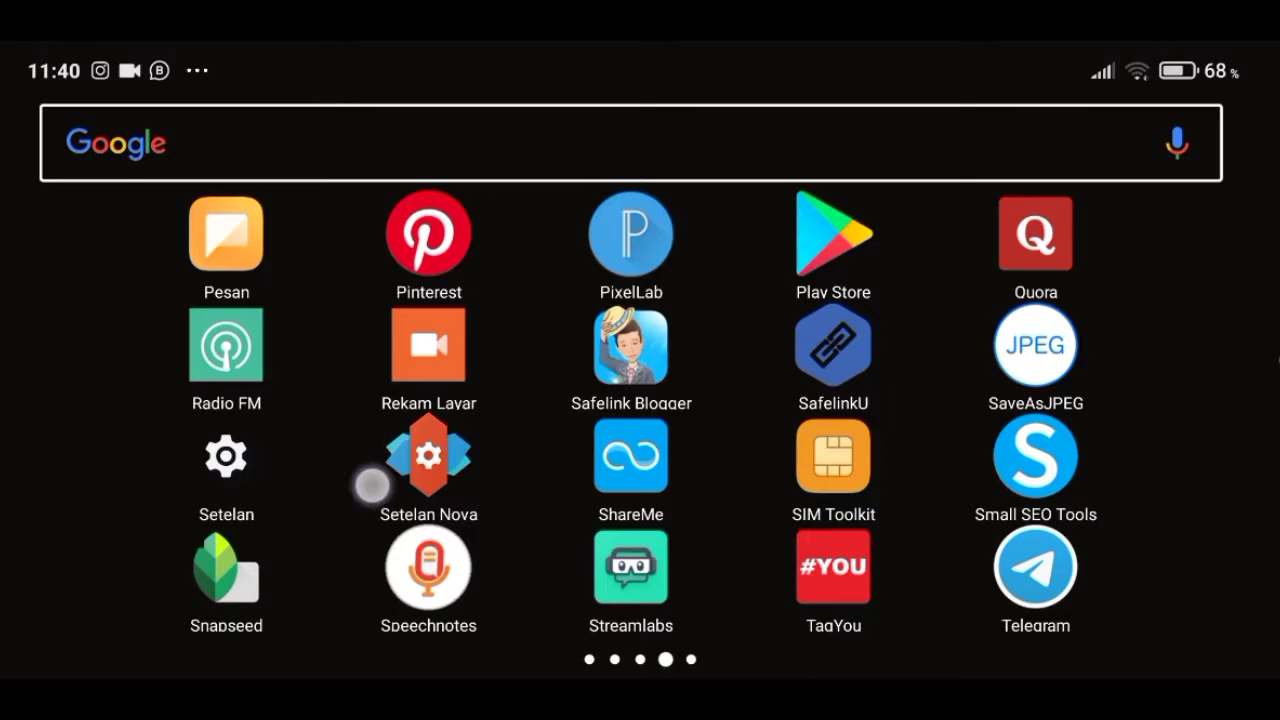 11:40 B ... 68 %
Google
Pesan Pinterest PixelLab Play Store Quora
JPEG
Radio FM Rekam Layar Safelink Blogger SafelinkU SaveAsJPEG
Setelan Setelan Nova ShareMe SIM Toolkit Small SEO Tools
#YOU
Snapseed Speechnotes Streamlabs TagYou Telegram